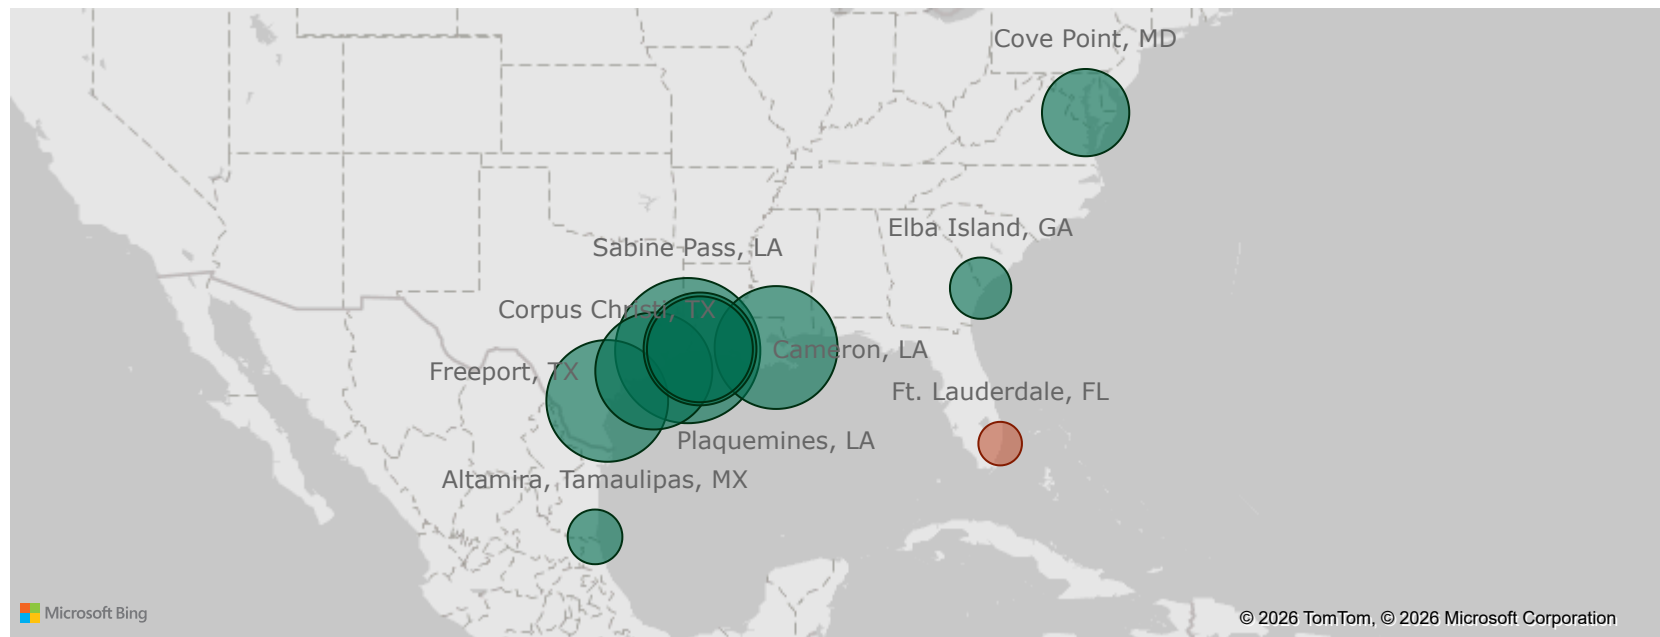 Cove Point, MD
Elba Island, GA
Sabine Pass, LA
Corpus Christi, TX
Cameron, LA
Freeport, TX
Ft. Lauderdale, FL
Plaquemines, LA
Altamira, Tamaulipas, MX
Microsoft Bing
© 2026 TomTom, © 2026 Microsoft Corporation